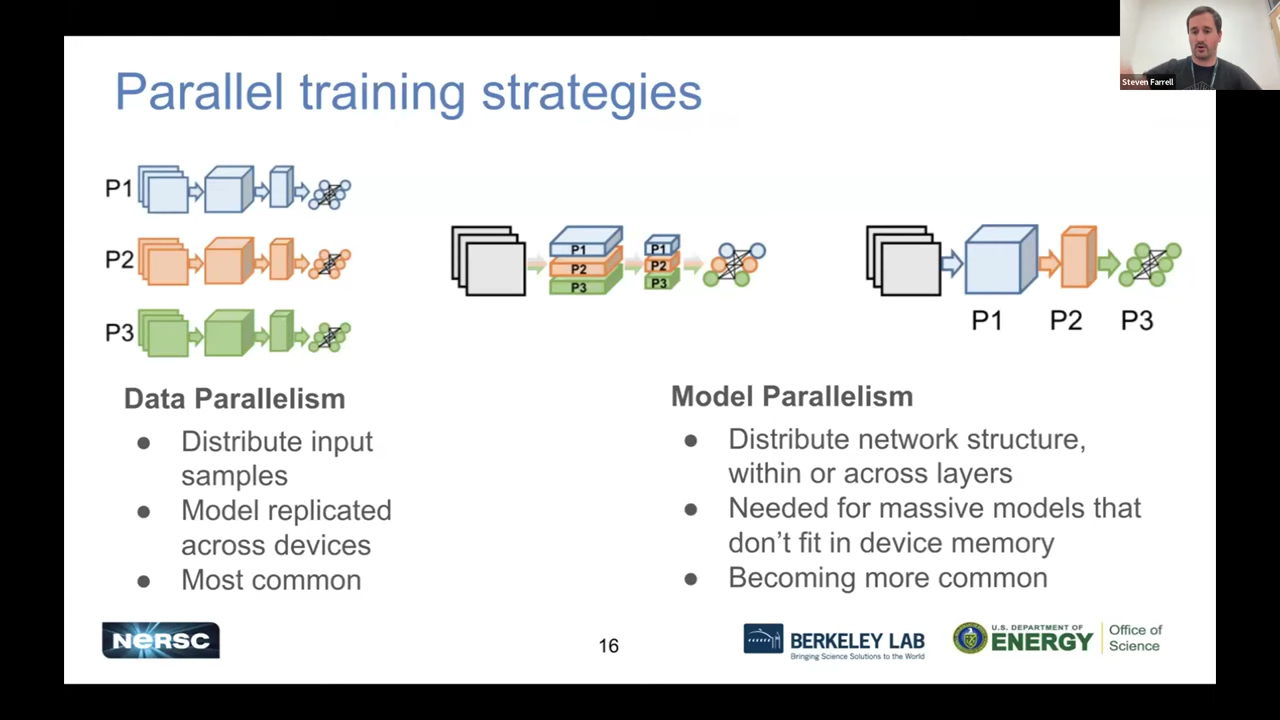 Steven Farrell
Parallel training strategies
P1
P2
P3
P1
P2
P3
P1
P2
P3
P1
P2
P3
Data Parallelism
● Distribute input
samples
● Model replicated
across devices
● Most common
Model Parallelism
● Distribute network structure,
within or across layers
● Needed for massive models that
don't fit in device memory
● Becoming more common
NERSC
16
BERKELEY LAB
Bringing Science Solutions to the World
U.S. DEPARTMENT OF
ENERGY
Office of
Science